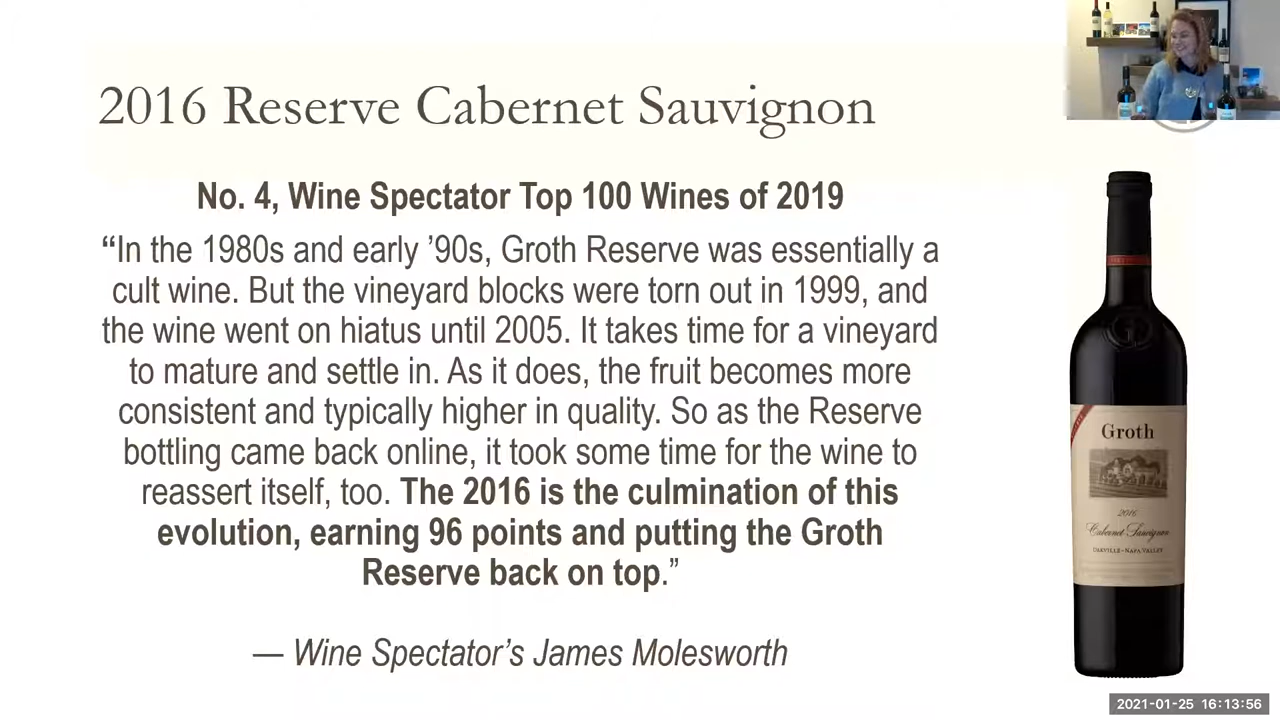 2016 Reserve Cabernet Sauvignon
No. 4, Wine Spectator Top 100 Wines of 2019
“In the 1980s and early ’90s, Groth Reserve was essentially a
cult wine. But the vineyard blocks were torn out in 1999, and
the wine went on hiatus until 2005. It takes time for a vineyard
to mature and settle in. As it does, the fruit becomes more
consistent and typically higher in quality. So as the Reserve
bottling came back online, it took some time for the wine to
reassert itself, too. The 2016 is the culmination of this
evolution, earning 96 points and putting the Groth
Reserve back on top.”
— Wine Spectator’s James Molesworth
Groth
2016
Cabernet Sauvignon
OAKVILLE~NAPA VALLEY
2021-01-25 16:13:56